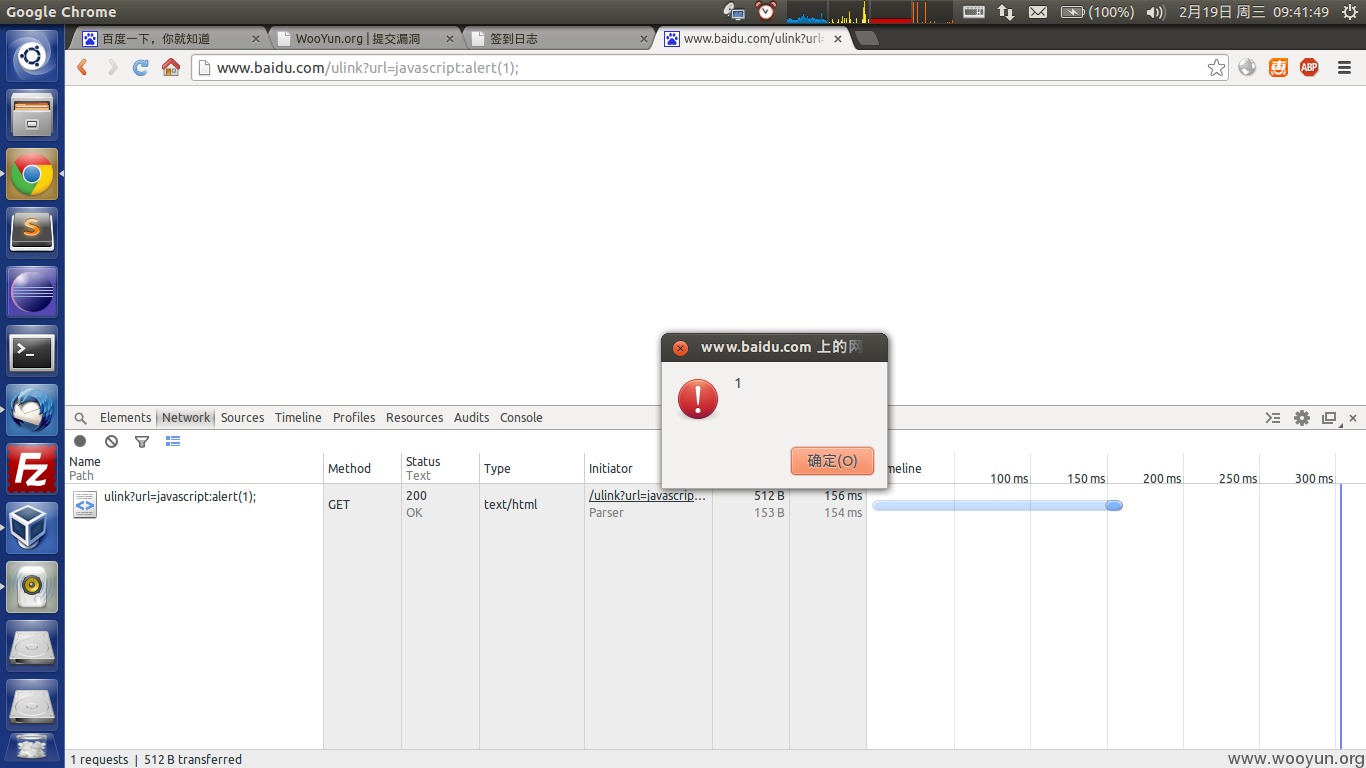 Google Chrome
(100%)
2月19日 周三 09:41:49
百度一下，你就知道
WooYun.org | 提交漏洞
签到日志
www.baidu.com/ulink?url=
www.baidu.com/ulink?url=javascript:alert(1);
惠
ABP
www.baidu.com 上的网
1
确定(O)
Elements Network Sources Timeline Profiles Resources Audits Console
Name
Path
Method
Status
Text
Type
Initiator
meline
100 ms 150 ms 200 ms 250 ms 300 ms
ulink?url=javascript:alert(1);
GET
200
OK
text/html
/ulink?url=javascrip...
Parser
512 B
153 B
156 ms
154 ms
1 requests | 512 B transferred
www.wooyun.org